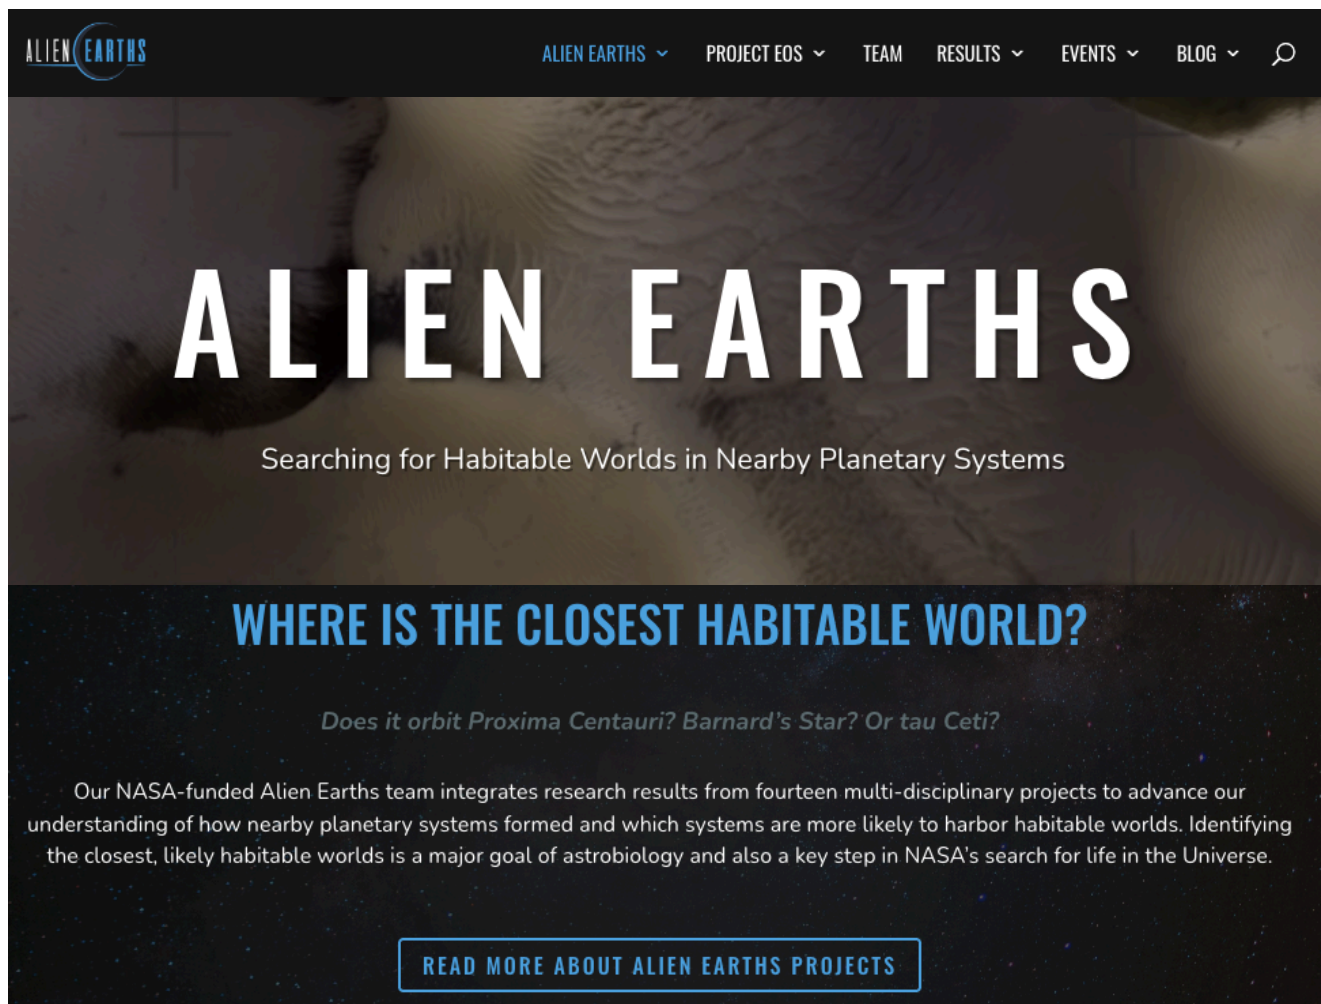 ALIEN EARTHS
ALIEN EARTHS PROJECT EOS TEAM RESULTS EVENTS BLOG
ALIEN EARTHS
Searching for Habitable Worlds in Nearby Planetary Systems
WHERE IS THE CLOSEST HABITABLE WORLD?
Does it orbit Proxima Centauri? Barnard’s Star? Or tau Ceti?
Our NASA-funded Alien Earths team integrates research results from fourteen multi-disciplinary projects to advance our
understanding of how nearby planetary systems formed and which systems are more likely to harbor habitable worlds. Identifying
the closest, likely habitable worlds is a major goal of astrobiology and also a key step in NASA’s search for life in the Universe.
READ MORE ABOUT ALIEN EARTHS PROJECTS